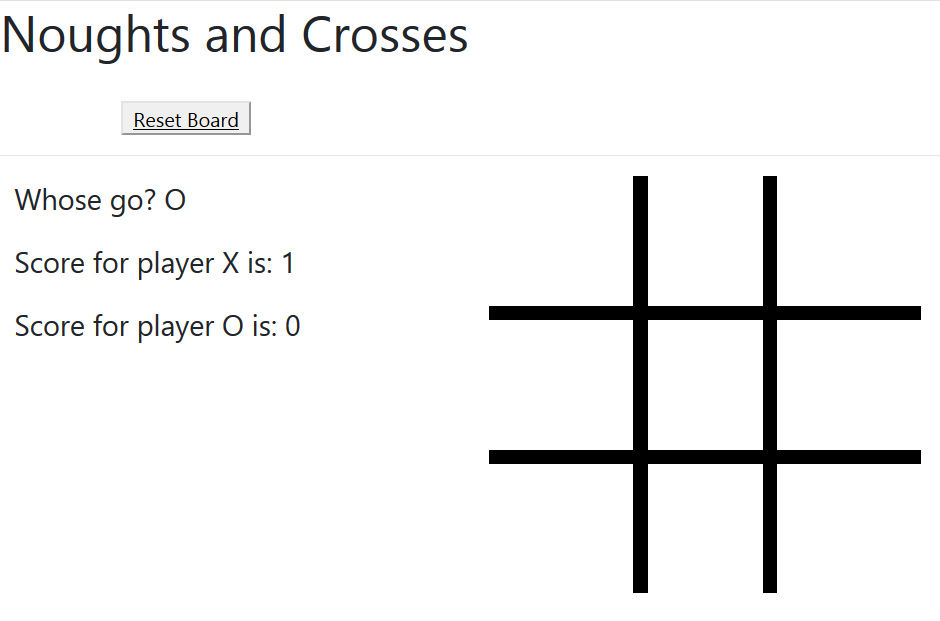 Noughts and Crosses
Reset Board
Whose go? O
Score for player X is: 1
Score for player O is: 0